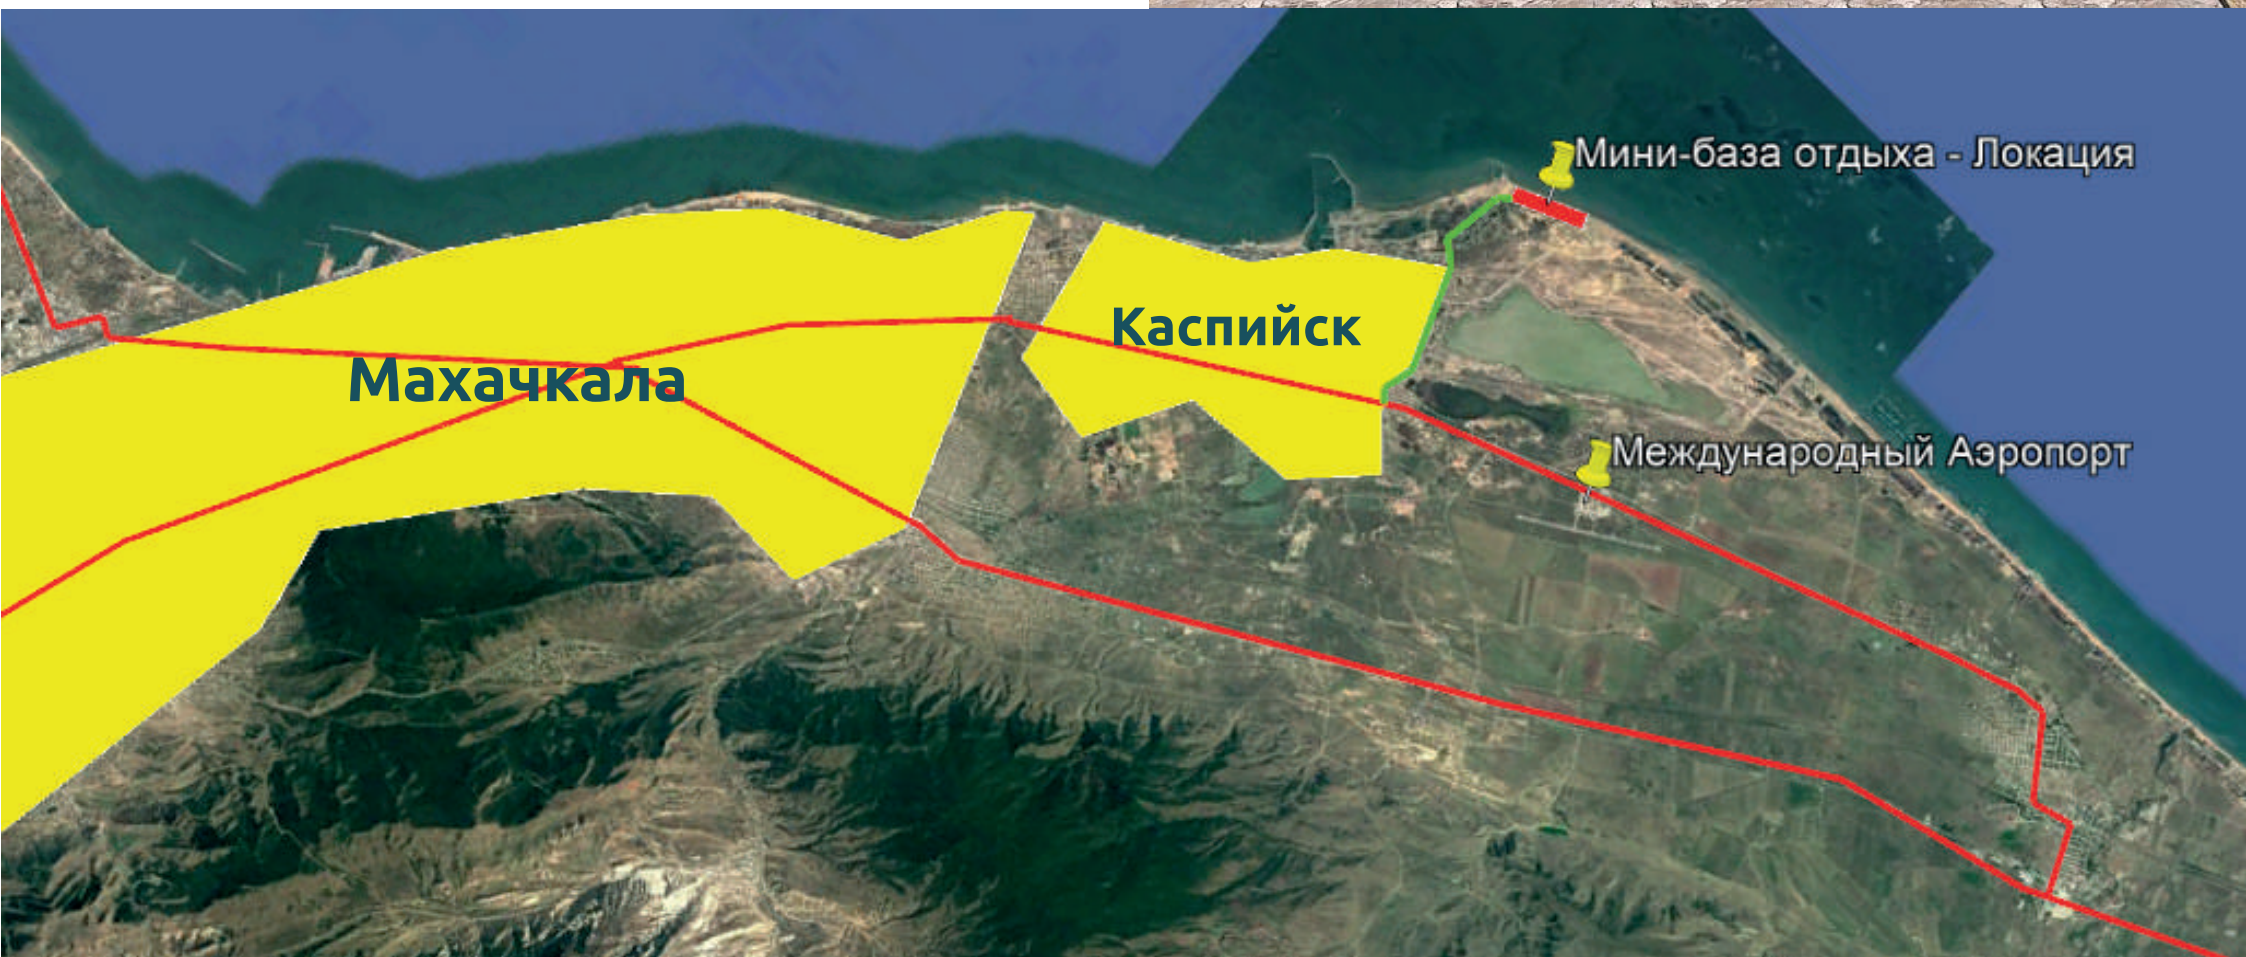 Мини-база отдыха - Локация
Каспийск
Махачкала
Международный Аэропорт